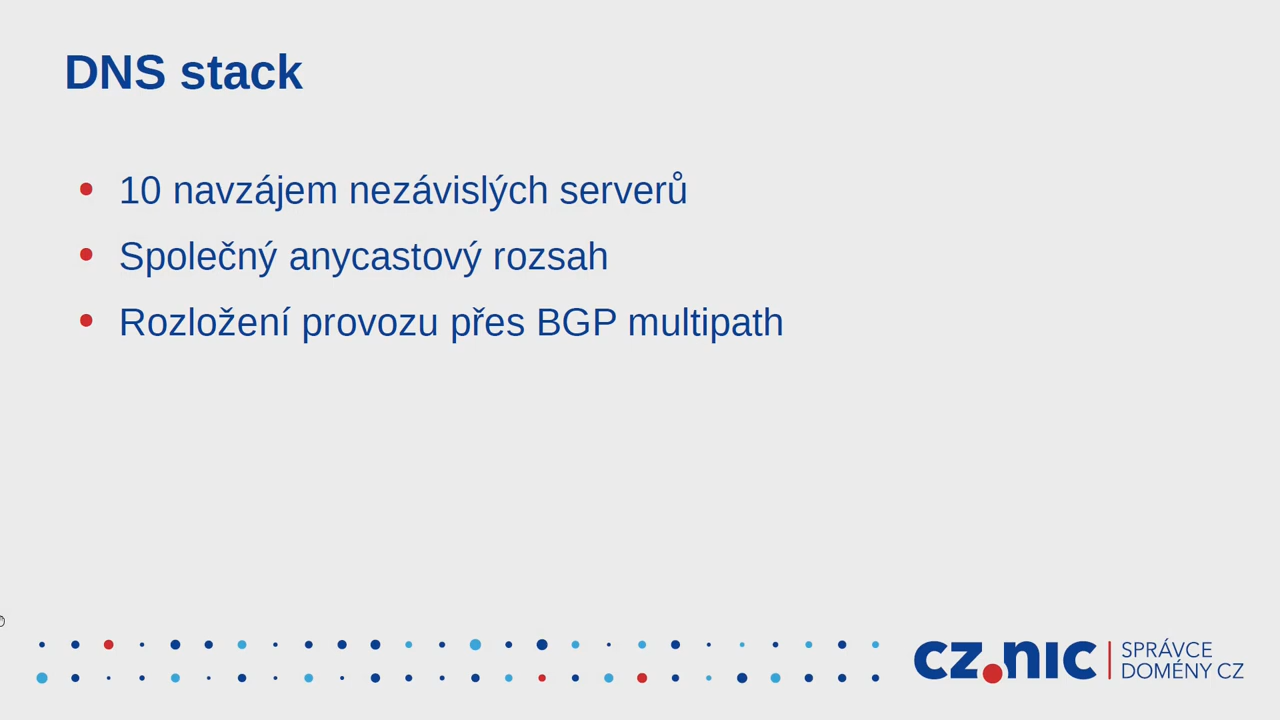 DNS stack
10 navzájem nezávislých serverů
Společný anycastový rozsah
Rozložení provozu přes BGP multipath
CZ.NIC
SPRÁVCE
DOMÉNY CZ